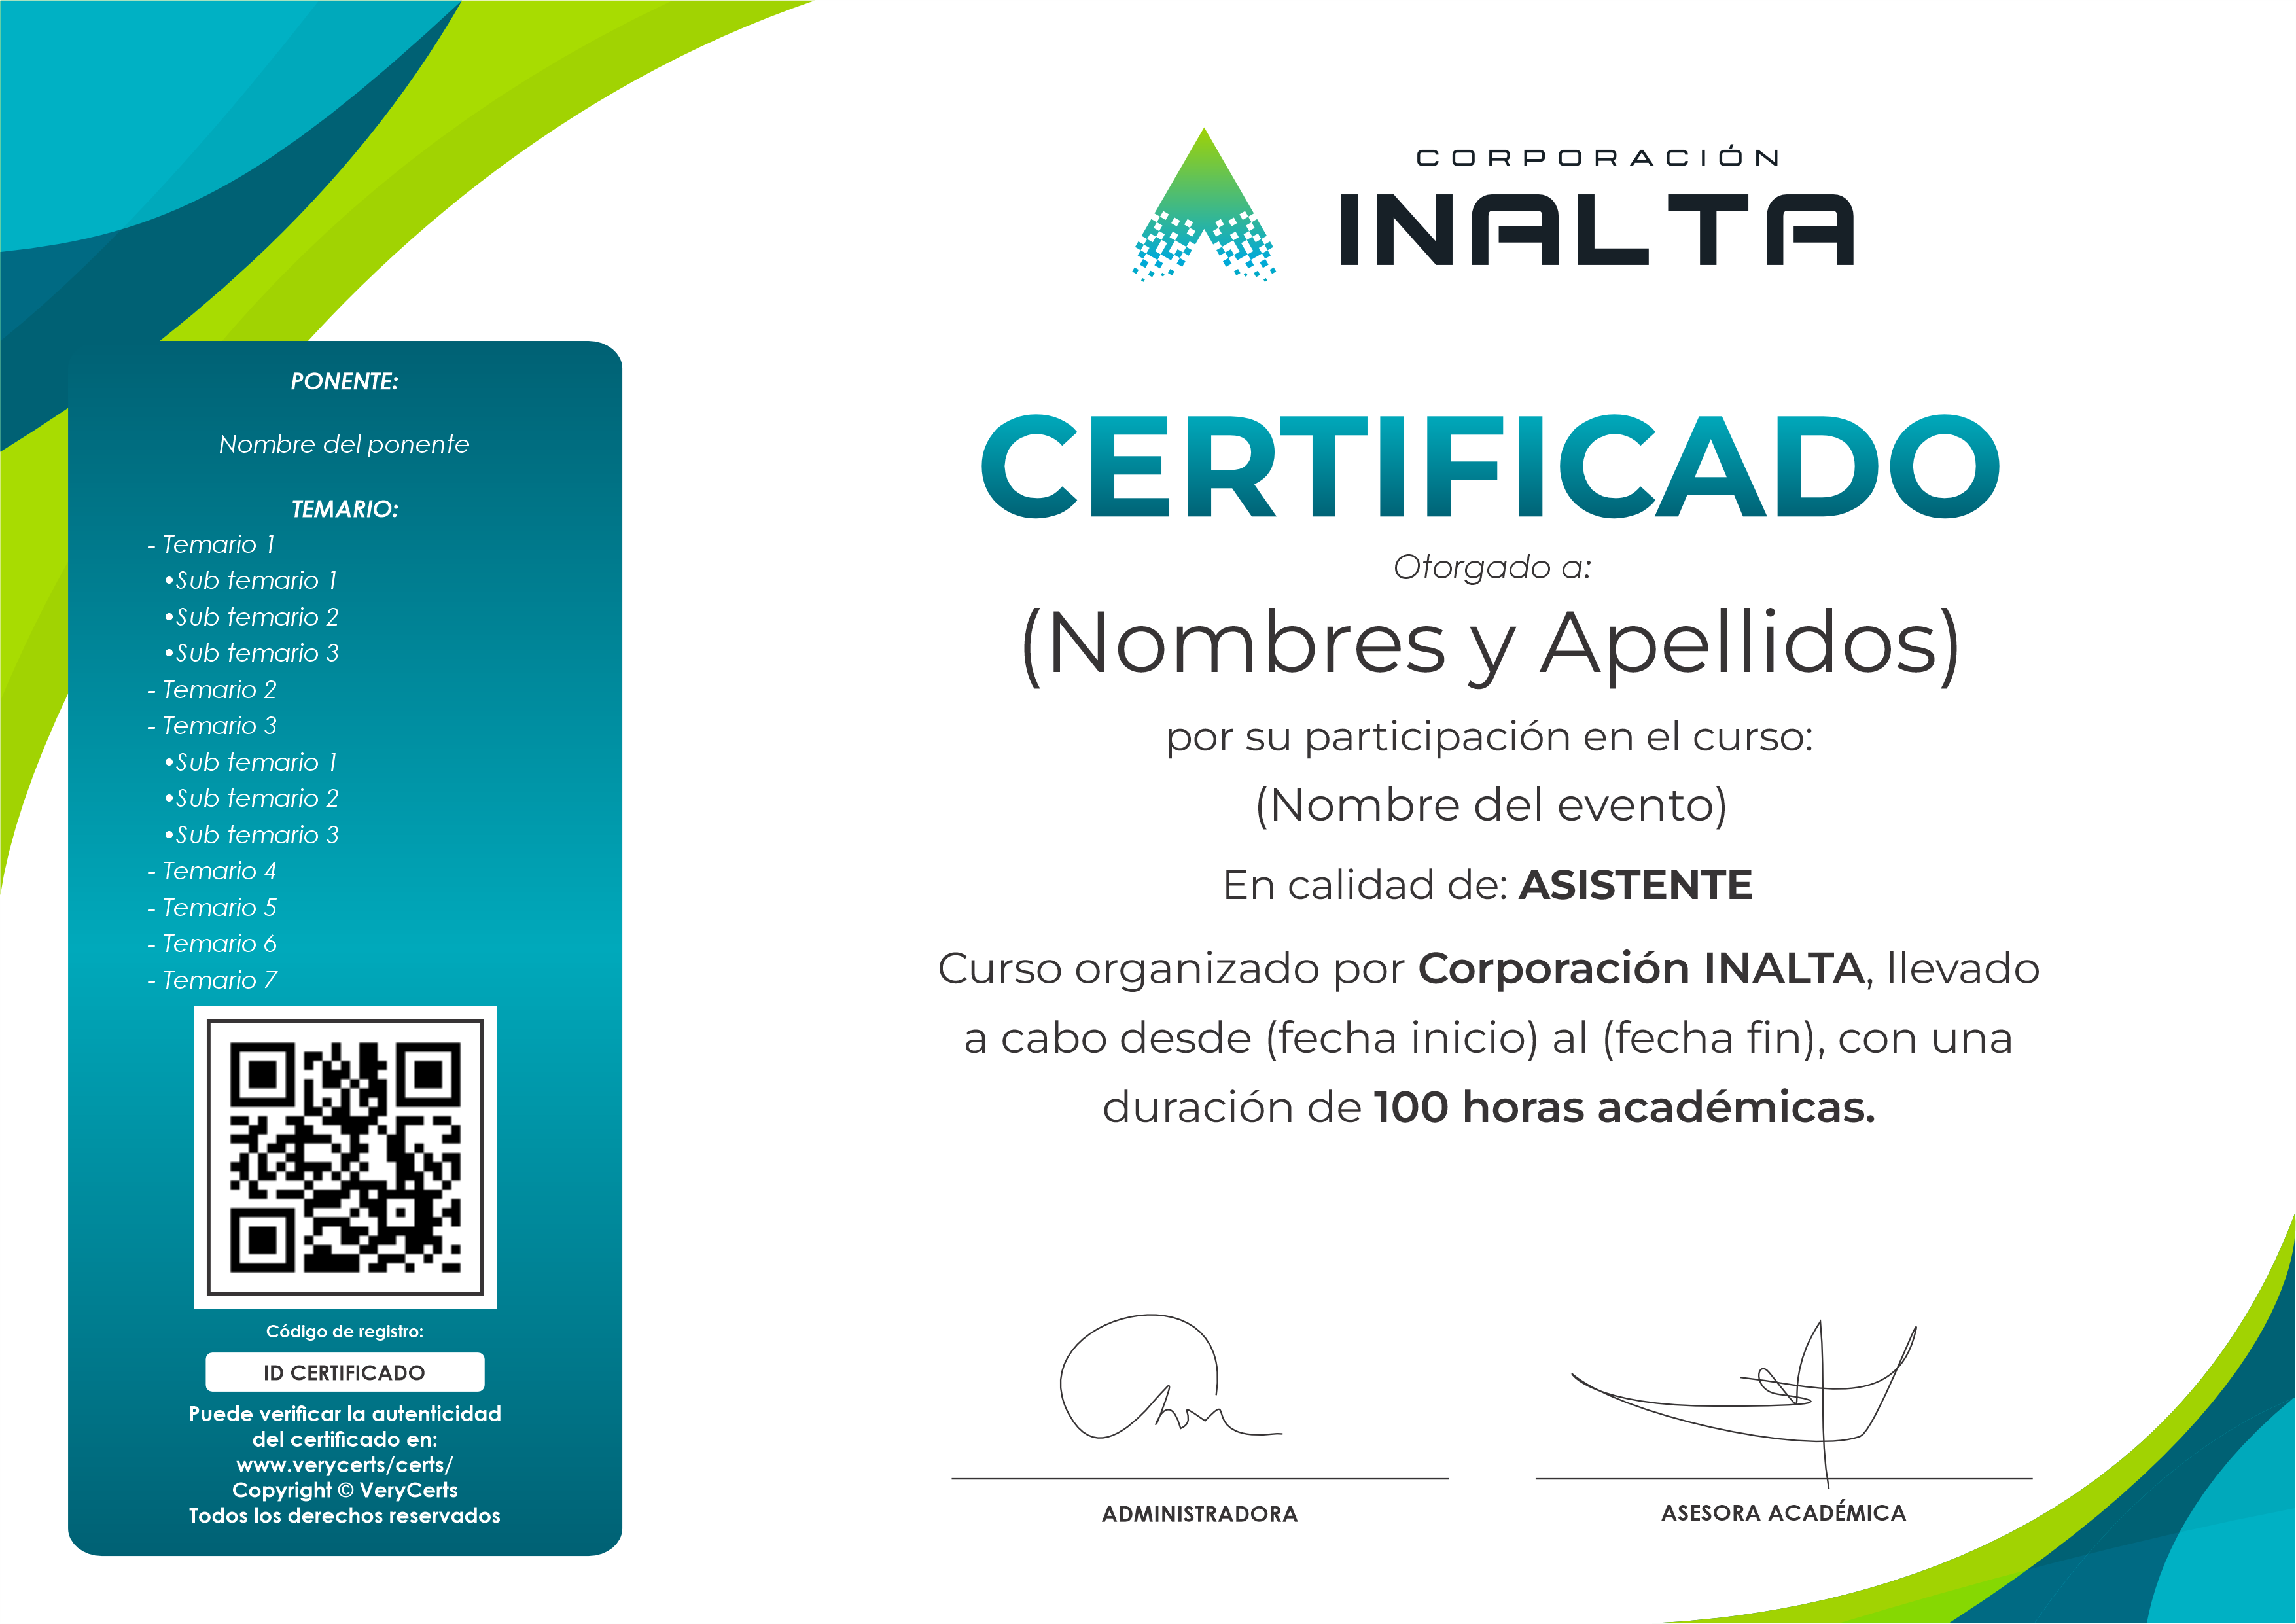 CORPORACIÓN
INALTA
PONENTE:
Nombre del ponente
TEMARIO:
- Temario 1
•Sub temario 1
•Sub temario 2
•Sub temario 3
- Temario 2
- Temario 3
•Sub temario 1
•Sub temario 2
•Sub temario 3
- Temario 4
- Temario 5
- Temario 6
- Temario 7
Código de registro:
ID CERTIFICADO
Puede verificar la autenticidad
del certificado en:
www.verycerts/certs/
Copyright © VeryCerts
Todos los derechos reservados
CERTIFICADO
Otorgado a:
(Nombres y Apellidos)
por su participación en el curso:
(Nombre del evento)
En calidad de: ASISTENTE
Curso organizado por Corporación INALTA, llevado
a cabo desde (fecha inicio) al (fecha fin), con una
duración de 100 horas académicas.
ADMINISTRADORA
ASESORA ACADÉMICA